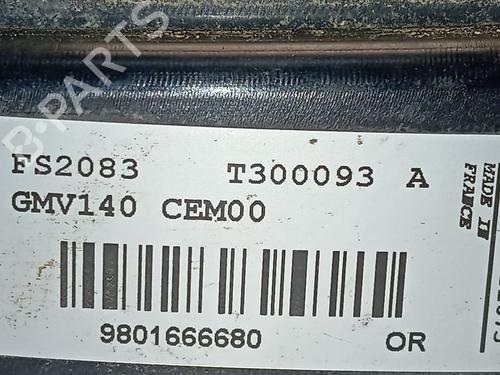 B-PARTS
FS2083 T300093 A
GMV140 CEM00
9801666680 OR
MADE IN
FRANCE